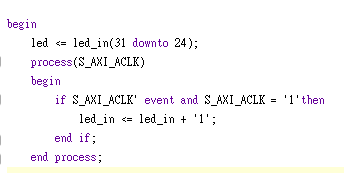 begin
led <= led_in(31 downto 24);
process(S_AXI_ACLK)
begin
if S_AXI_ACLK' event and S_AXI_ACLK = '1'then
led_in <= led_in + '1';
end if;
end process;